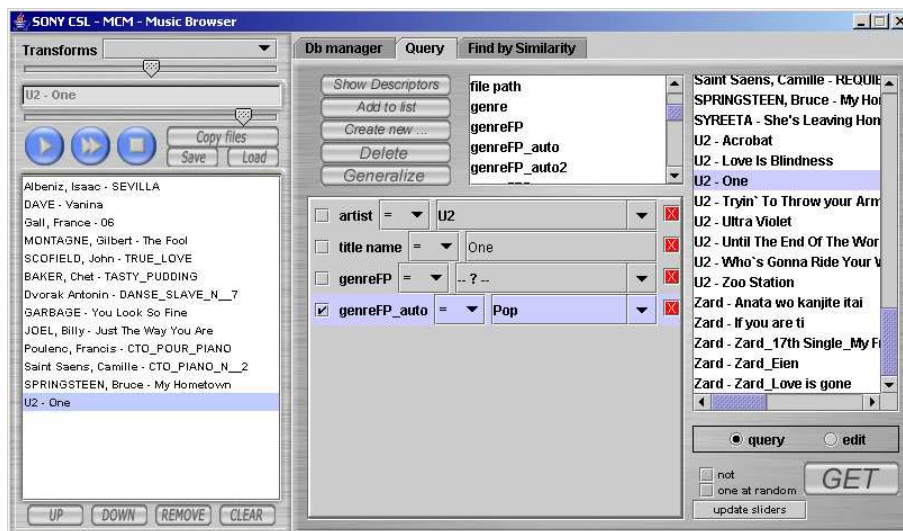 SONY CSL - MCM - Music Browser
Transforms
U2 - One
Copy files
Save
Load
Albeniz, Isaac - SEVILLA
DAVE - Vanina
Gall, France - 06
MONTAGNE, Gilbert - The Fool
SCOFIELD, John - TRUE_LOVE
BAKER, Chet - TASTY_PUDDING
Dvorak Antonin - DANSE_SLAVE_N__7
GARBAGE - You Look So Fine
JOEL, Billy - Just The Way You Are
Poulenc, Francis - CTO_POUR_PIANO
Saint Saens, Camille - CTO_PIANO_N__2
SPRINGSTEEN, Bruce - My Hometown
U2 - One
UP DOWN REMOVE CLEAR
Db manager Query Find by Similarity
Show Descriptors
Add to list
Create new ...
Delete
Generalize
file path
genre
genreFP
genreFP_auto
genreFP_auto2
artist = U2 X
title name = One X
genreFP = -- ? -- X
genreFP_auto = Pop X
Saint Saens, Camille - REQUIE
SPRINGSTEEN, Bruce - My Ho
SYREETA - She's Leaving Hon
U2 - Acrobat
U2 - Love Is Blindness
U2 - One
U2 - Tryin` To Throw your Arm
U2 - Ultra Violet
U2 - Until The End Of The Wor
U2 - Who`s Gonna Ride Your
U2 - Zoo Station
Zard - Anata wo kanjite itai
Zard - If you are ti
Zard - Zard_17th Single_My F
Zard - Zard_Eien
Zard - Zard_Love is gone
query edit
not
one at random
GET
update sliders